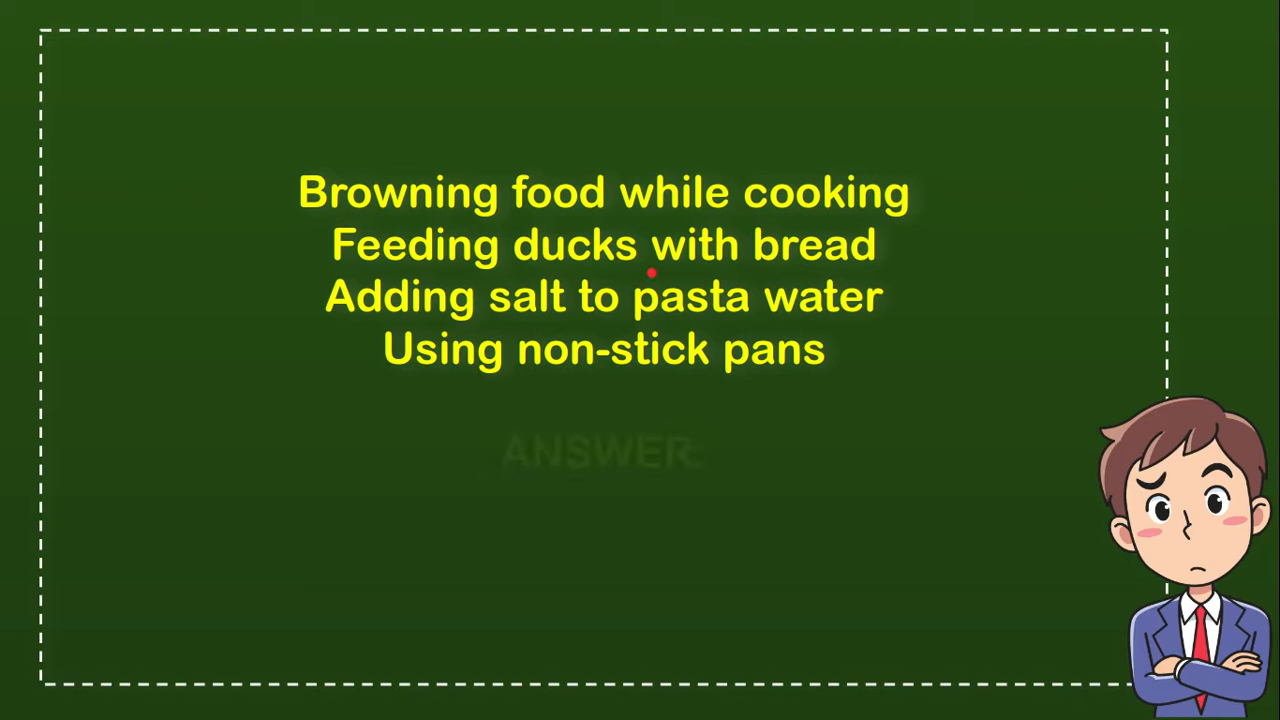 Browning food while cooking
Feeding ducks with bread
Adding salt to pasta water
Using non-stick pans
ANSWER: